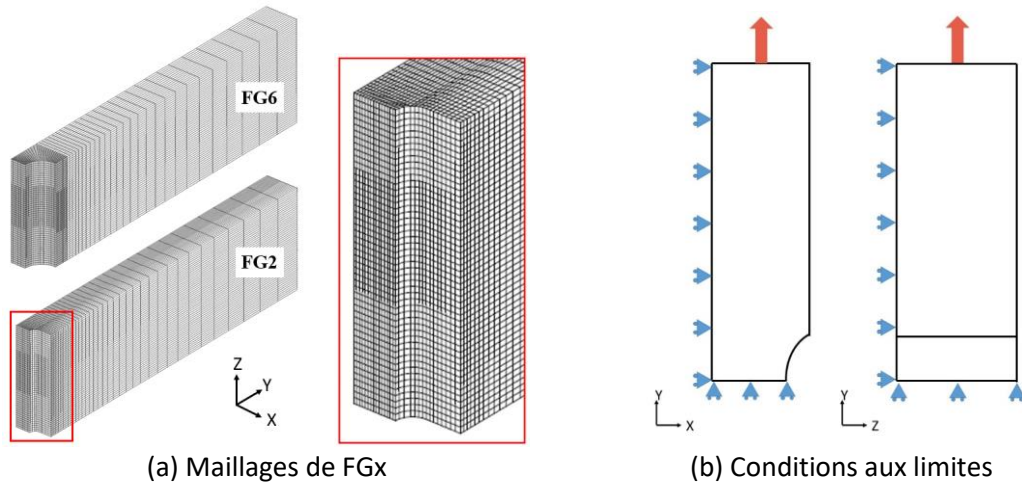 FG6
FG2
Z
Y
X
Y
X
Y
Z
(a) Maillages de FGx
(b) Conditions aux limites